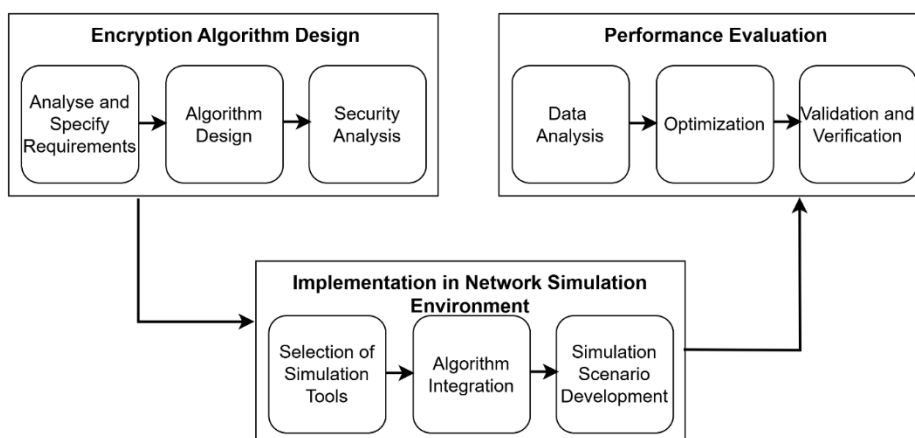 Encryption Algorithm Design
Analyse and
Specify
Requirements
Algorithm
Design
Security
Analysis
Performance Evaluation
Data
Analysis
Optimization
Validation and
Verification
Implementation in Network Simulation
Environment
Selection of
Simulation
Tools
Algorithm
Integration
Simulation
Scenario
Development